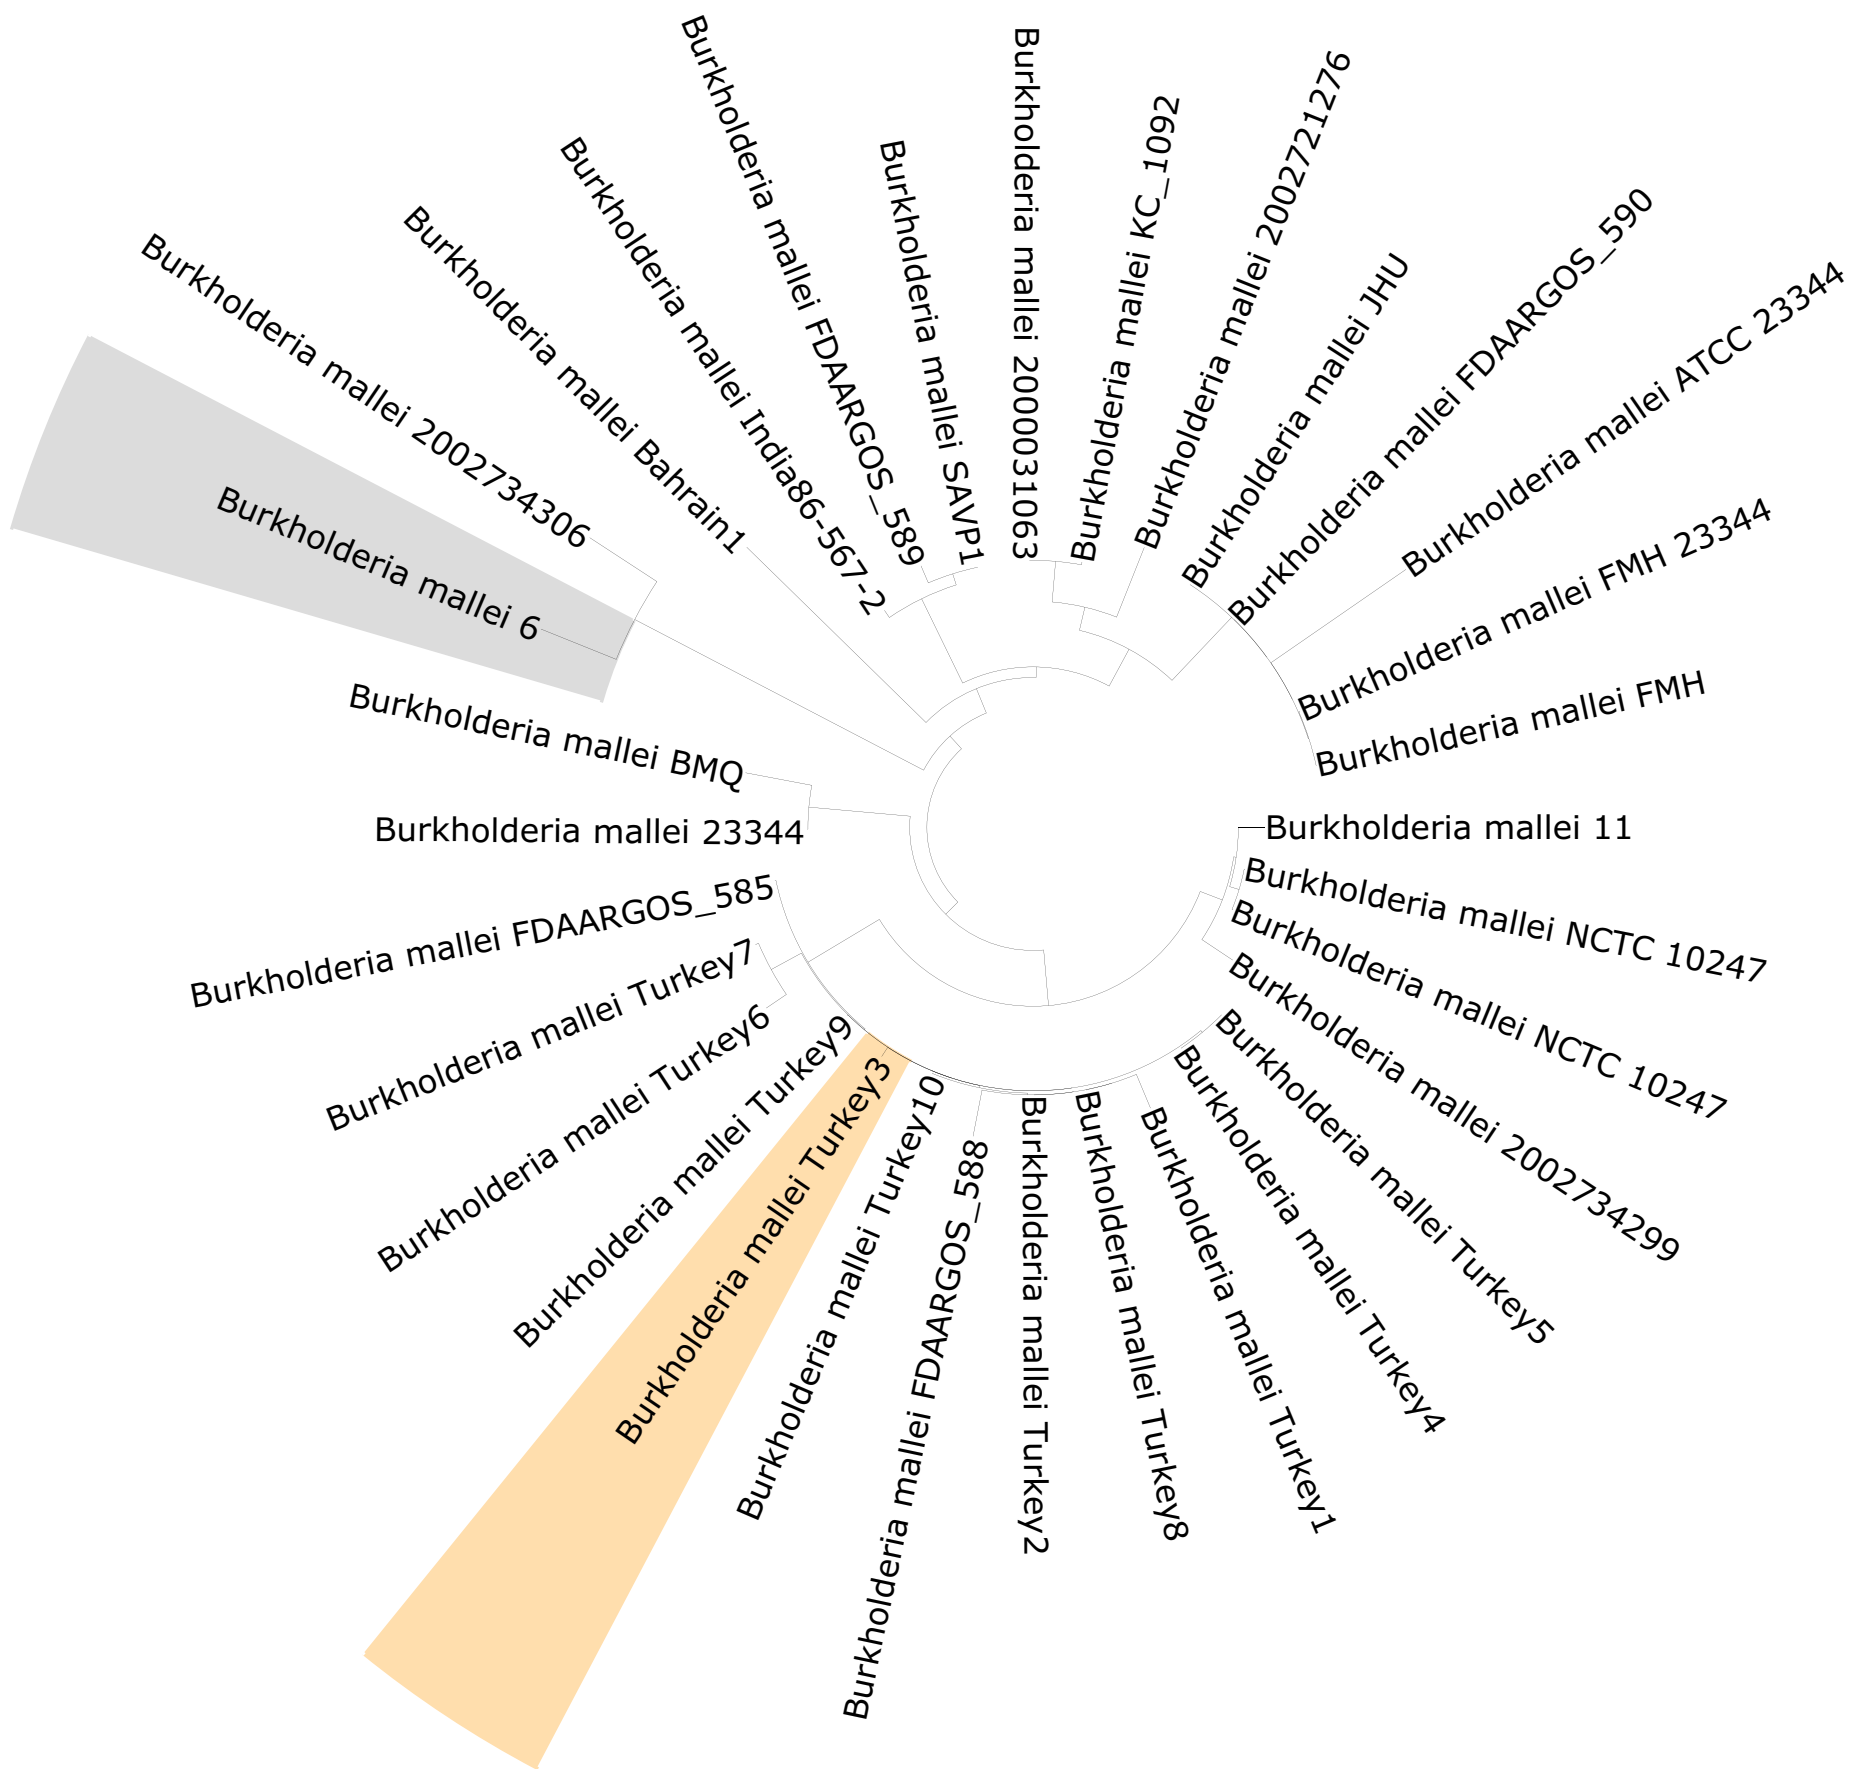 Burkholderia mallei 2000031063
Burkholderia mallei KC_1092
Burkholderia mallei 2002721276
Burkholderia mallei JHU
Burkholderia mallei FDAARGOS_590
Burkholderia mallei ATCC 23344
Burkholderia mallei FMH 23344
Burkholderia mallei FMH
Burkholderia mallei 11
Burkholderia mallei NCTC 10247
Burkholderia mallei NCTC 10247
Burkholderia mallei 2002734299
Burkholderia mallei Turkey5
Burkholderia mallei Turkey4
Burkholderia mallei Turkey1
Burkholderia mallei Turkey8
Burkholderia mallei Turkey2
Burkholderia mallei FDAARGOS_588
Burkholderia mallei Turkey10
Burkholderia mallei Turkey3
Burkholderia mallei Turkey9
Burkholderia mallei Turkey6
Burkholderia mallei Turkey7
Burkholderia mallei FDAARGOS_585
Burkholderia mallei 23344
Burkholderia mallei BMQ
Burkholderia mallei 6
Burkholderia mallei 2002734306
Burkholderia mallei Bahrain1
Burkholderia mallei India86-567-2
Burkholderia mallei FDAARGOS_589
Burkholderia mallei SAVP1